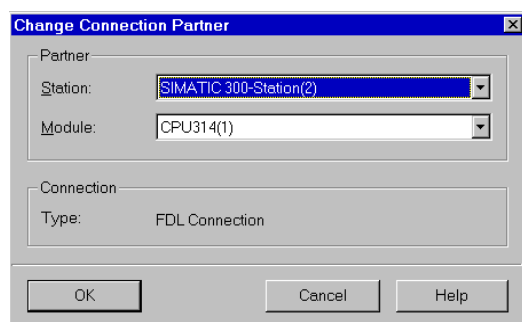 Change Connection Partner
Partner
Station: SIMATIC 300-Station(2)
Module: CPU314(1)
Connection
Type: FDL Connection
OK Cancel Help